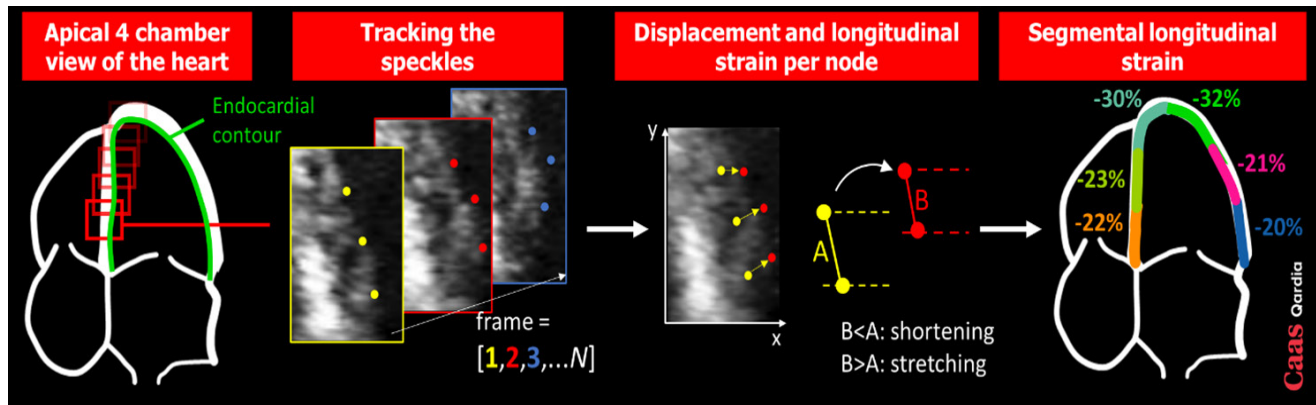 Apical 4 chamber
view of the heart
Endocardial
contour
Tracking the
speckles
frame =
[1,2,3,...N]
Displacement and longitudinal
strain per node
y
x
A
B
B<A: shortening
B>A: stretching
Segmental longitudinal
strain
-30%
-32%
-23%
-21%
-22%
-20%
Caas Qardia